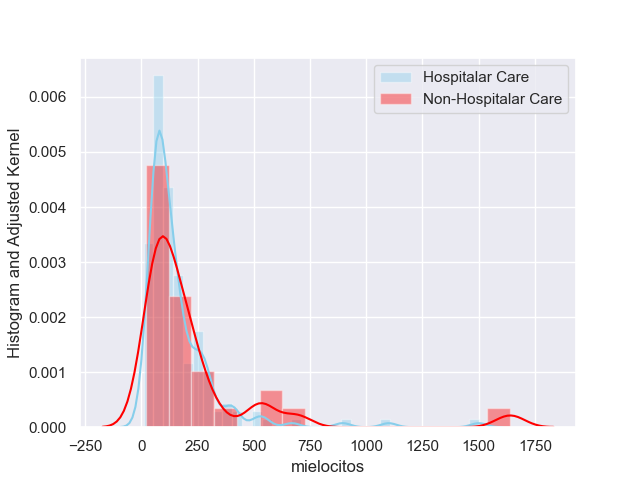 Hospitalar Care
Non-Hospitalar Care
Histogram and Adjusted Kernel
0.006
0.005
0.004
0.003
0.002
0.001
0.000
−250 0 250 500 750 1000 1250 1500 1750
mielocitos